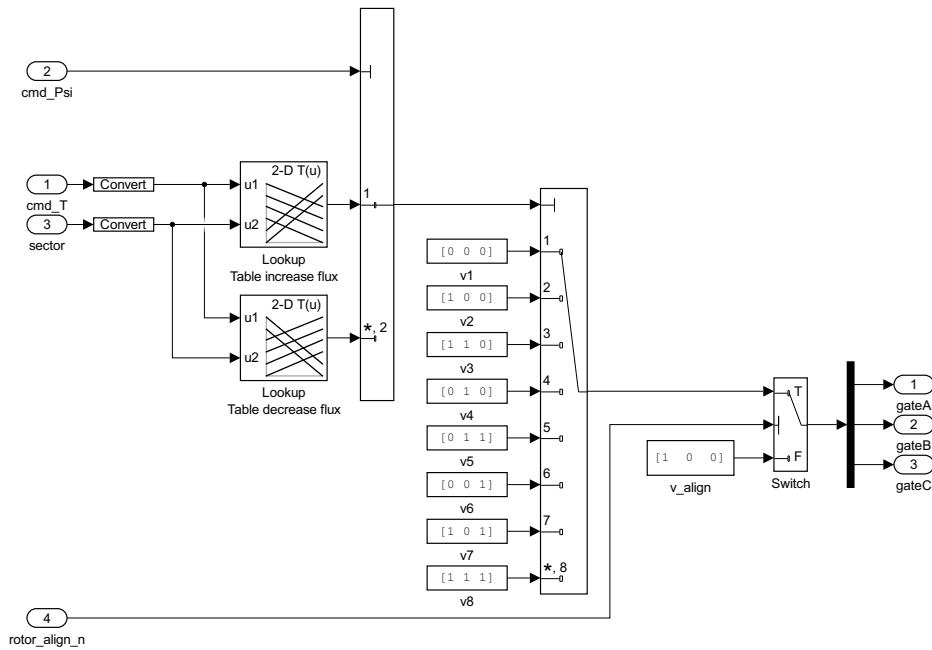 2
cmd_Psi
1
Convert
cmd_T
3
Convert
sector
2-D T(u)
u1
u2
Lookup
Table increase flux
2-D T(u)
u1
u2
Lookup
Table decrease flux
1
*, 2
[0 0 0]
v1
[1 0 0]
v2
[1 1 0]
v3
[0 1 0]
v4
[0 1 1]
v5
[0 0 1]
v6
[1 0 1]
v7
[1 1 1]
v8
1
2
3
4
5
6
7
*, 8
[1 0 0]
v_align
T
F
Switch
1
gateA
2
gateB
3
gateC
4
rotor_align_n